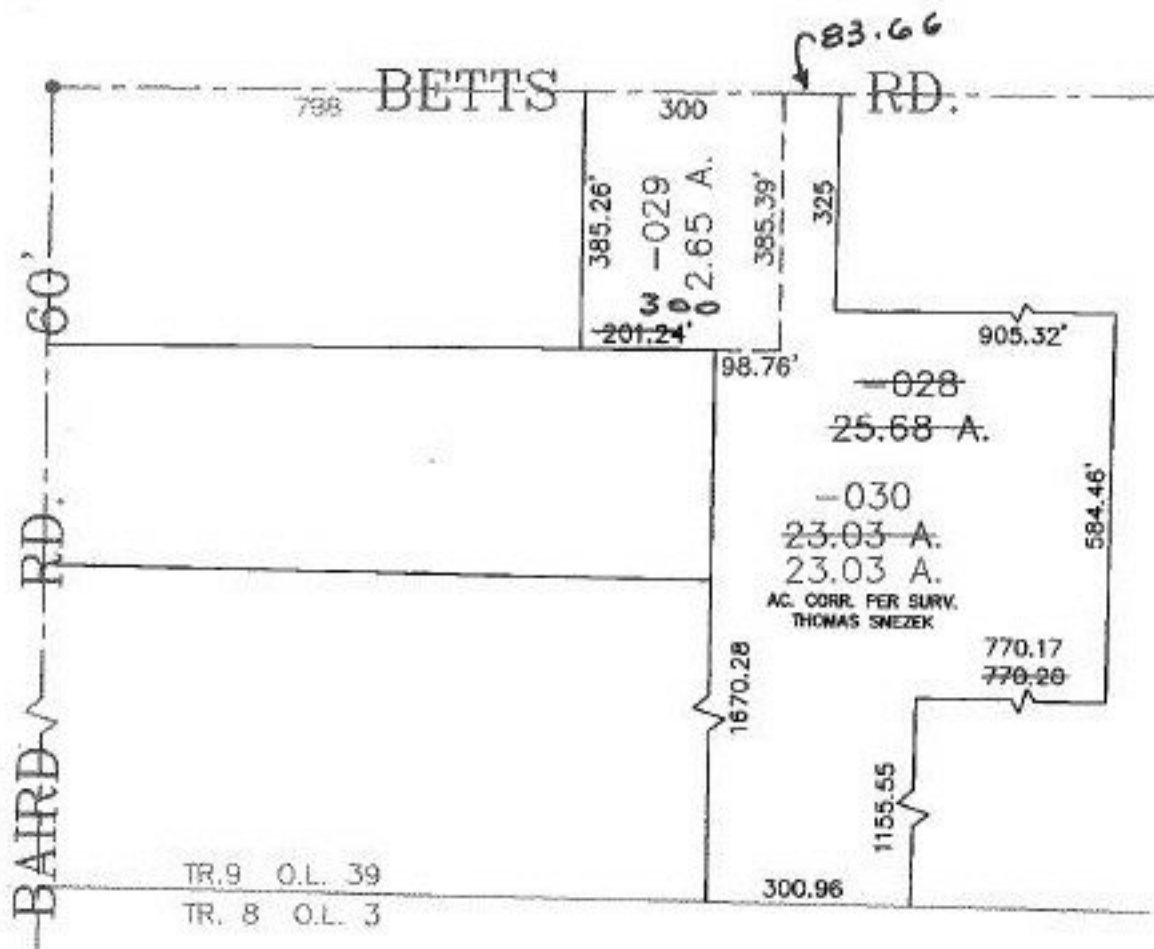 83.66
BETTS RD.
798
300
385.26'
-029
2.65 A.
385.39'
325
60'
300
201.24'
98.76'
905.32'
-028
25.68 A.
-030
23.03 A.
23.03 A.
AC. CORR. PER SURV.
THOMAS SNEZEK
584.46'
770.17
770.20
1670.28
1155.55
BAIRD RD.
TR.9 O.L. 39
TR. 8 O.L. 3
300.96